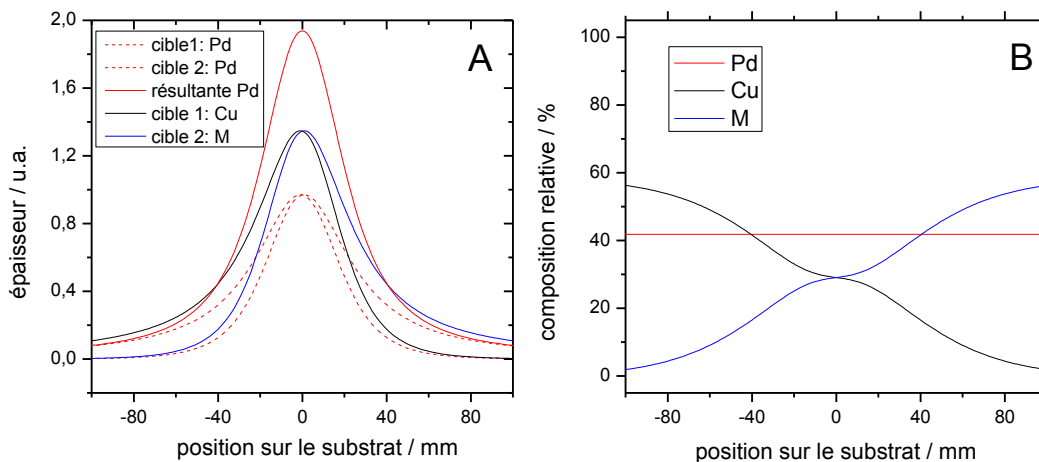 A
2,0
1,6
1,2
0,8
0,4
0,0
épaisseur / u.a.
cible1: Pd
cible 2: Pd
résultante Pd
cible 1: Cu
cible 2: M
-80 -40 0 40 80
position sur le substrat / mm
B
100
80
60
40
20
0
composition relative / %
Pd
Cu
M
-80 -40 0 40 80
position sur le substrat / mm